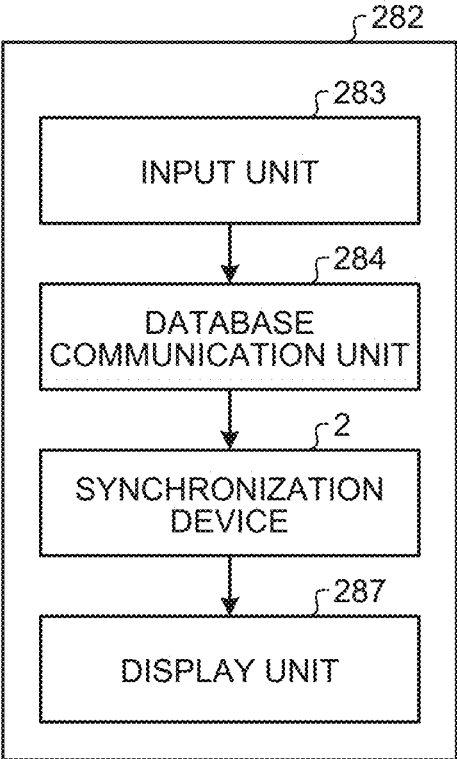 282
283
INPUT UNIT
284
DATABASE
COMMUNICATION UNIT
2
SYNCHRONIZATION
DEVICE
287
DISPLAY UNIT